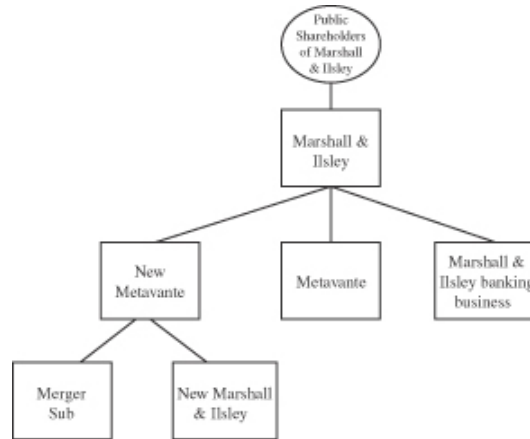 Public
Shareholders
of Marshall
& Ilsley
Marshall &
Ilsley
New
Metavante
Metavante
Marshall &
Ilsley banking
business
Merger
Sub
New Marshall
& Ilsley